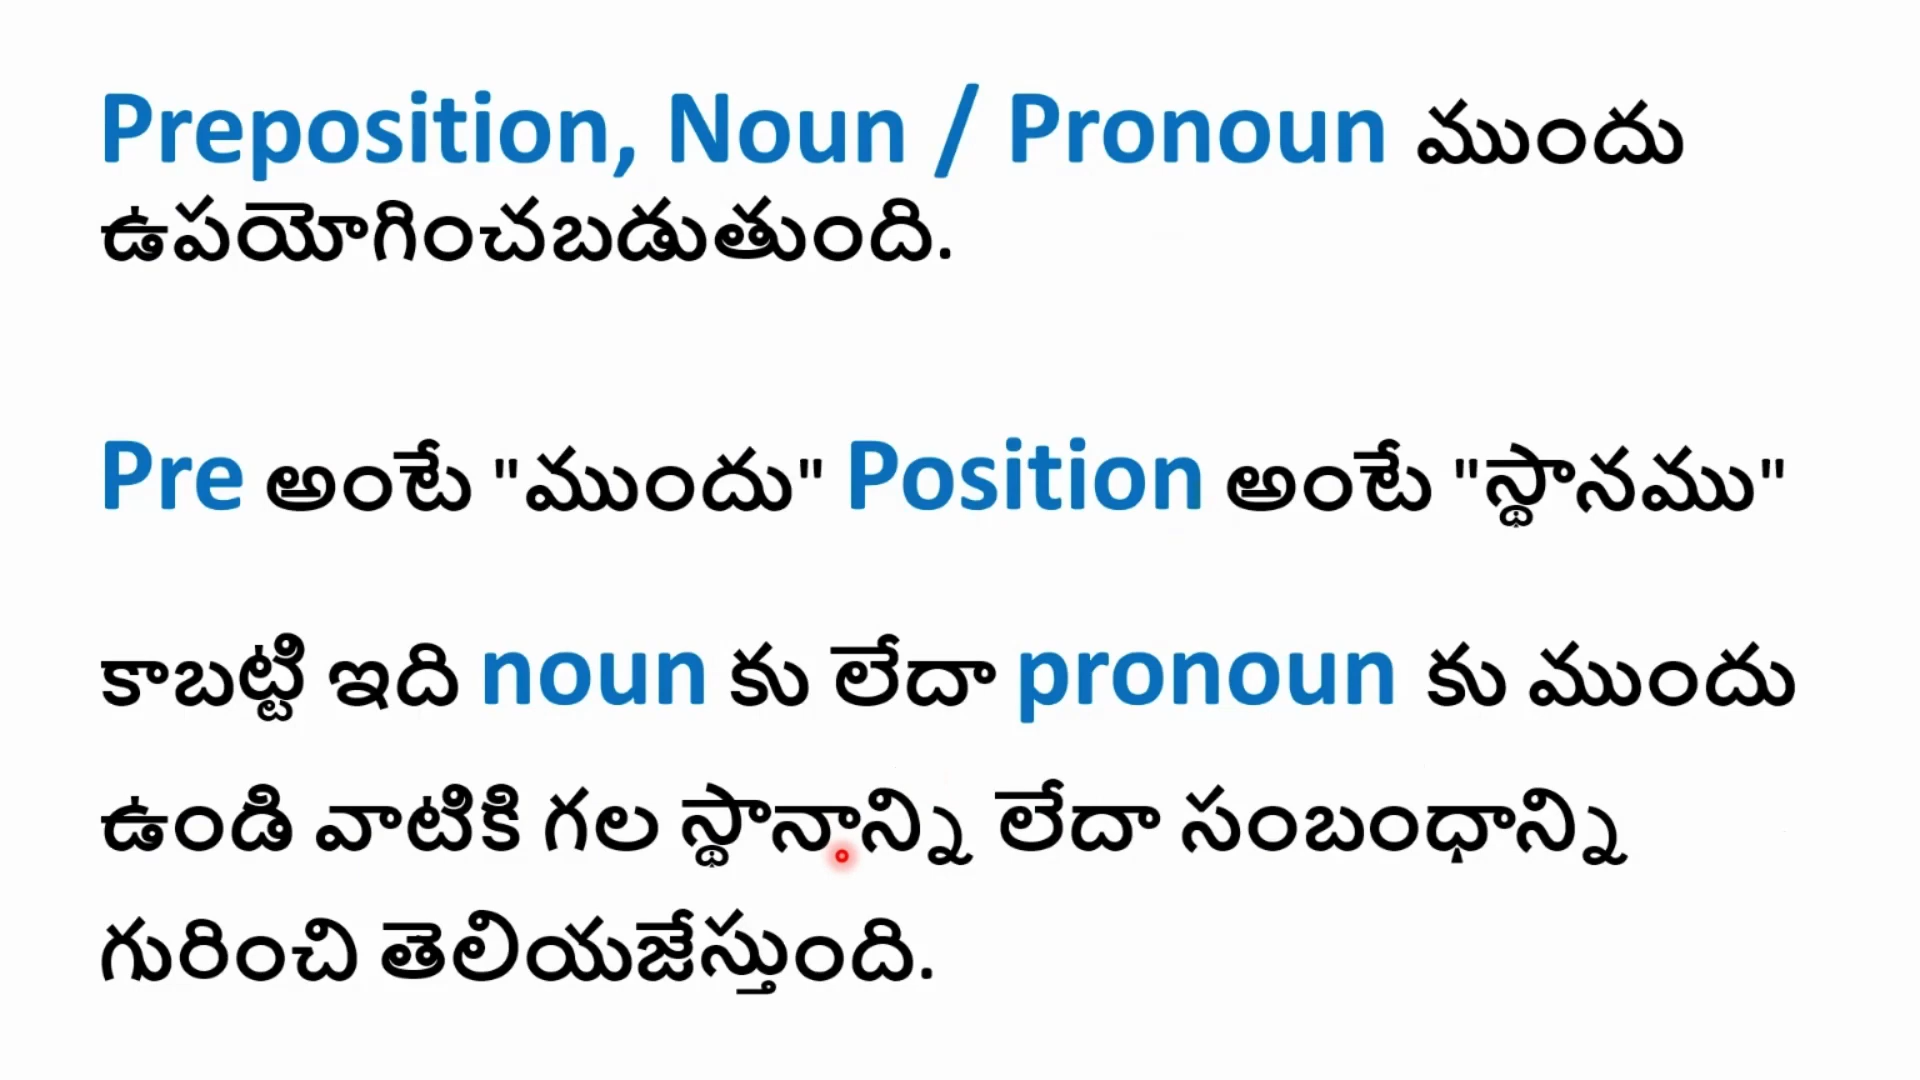 Preposition, Noun / Pronoun ముందు
ఉపయోగించబడుతుంది.
Pre అంటే "ముందు" Position అంటే "స్థానము"
కాబట్టి ఇది noun కు లేదా pronoun కు ముందు
ఉండి వాటికి గల స్థానాన్ని లేదా సంబంధాన్ని
గురించి తెలియజేస్తుంది.